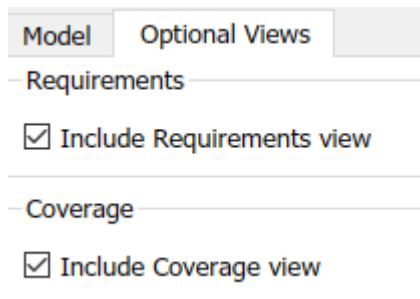 Model Optional Views
Requirements
Include Requirements view
Coverage
Include Coverage view